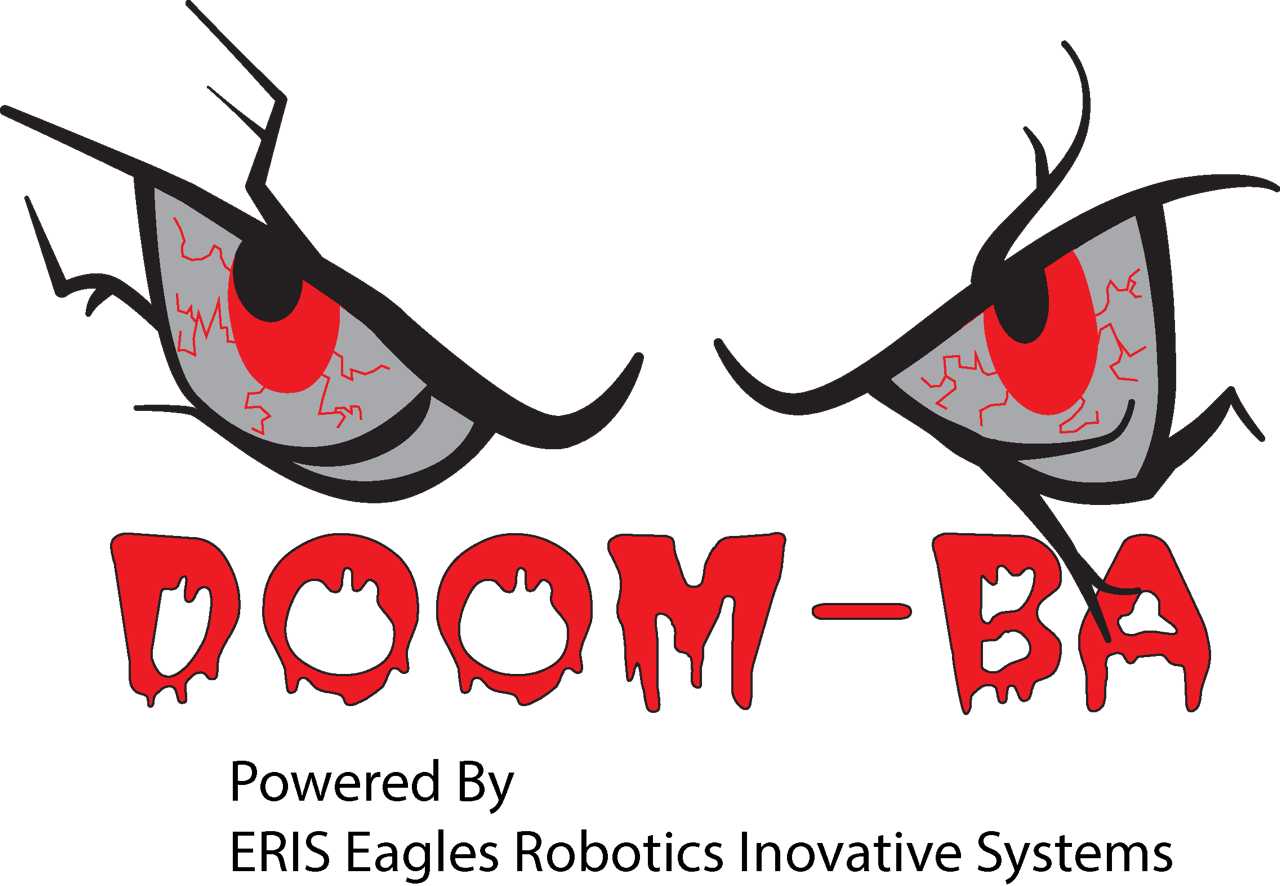 DOOM-BA
Powered By
ERIS Eagles Robotics Inovative Systems